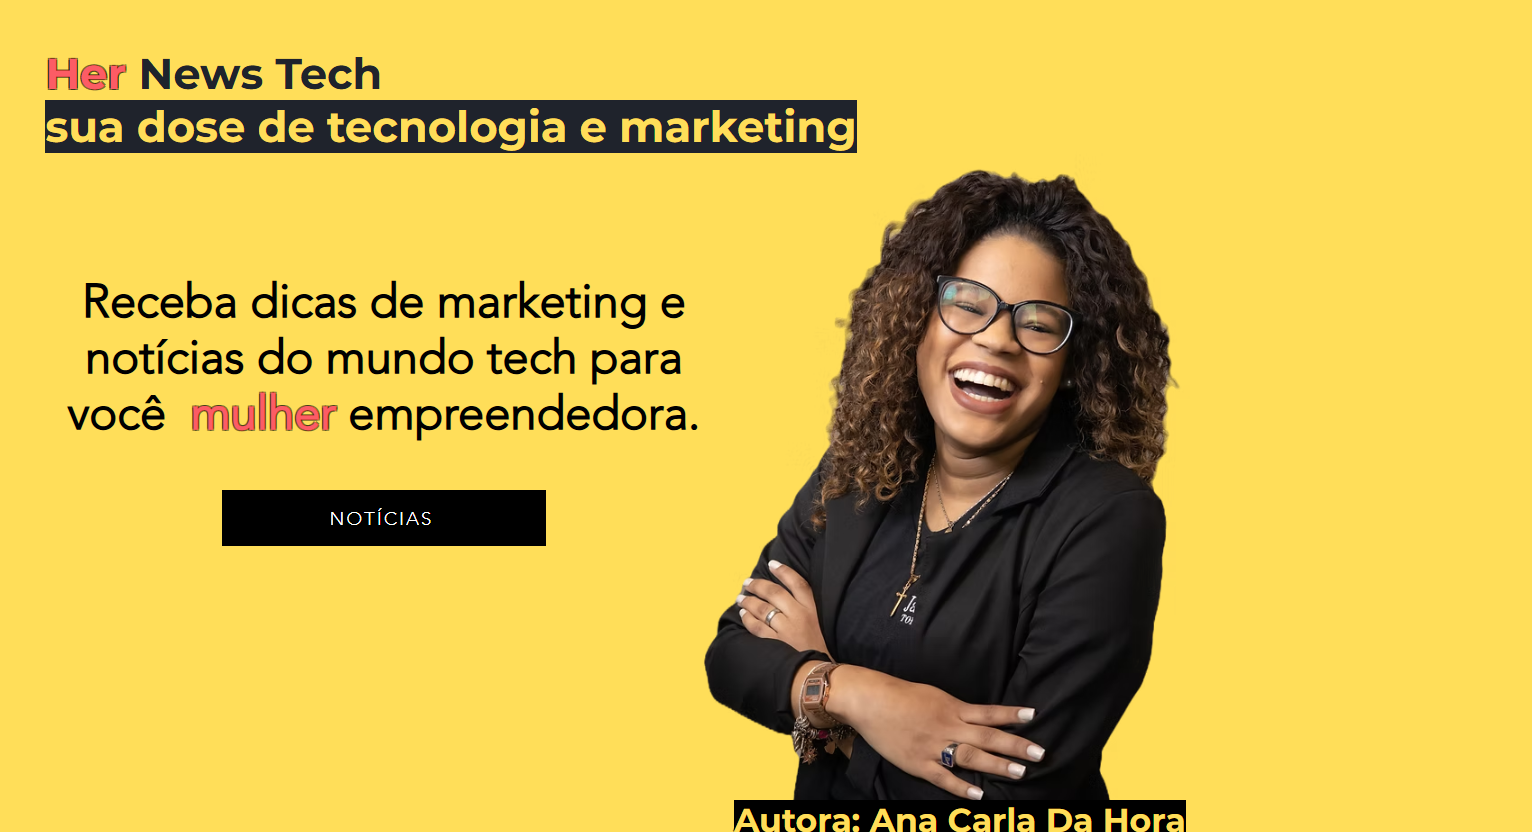 Her News Tech
sua dose de tecnologia e marketing
Receba dicas de marketing e
notícias do mundo tech para
você mulher empreendedora.
NOTÍCIAS
Autora: Ana Carla Da Hora